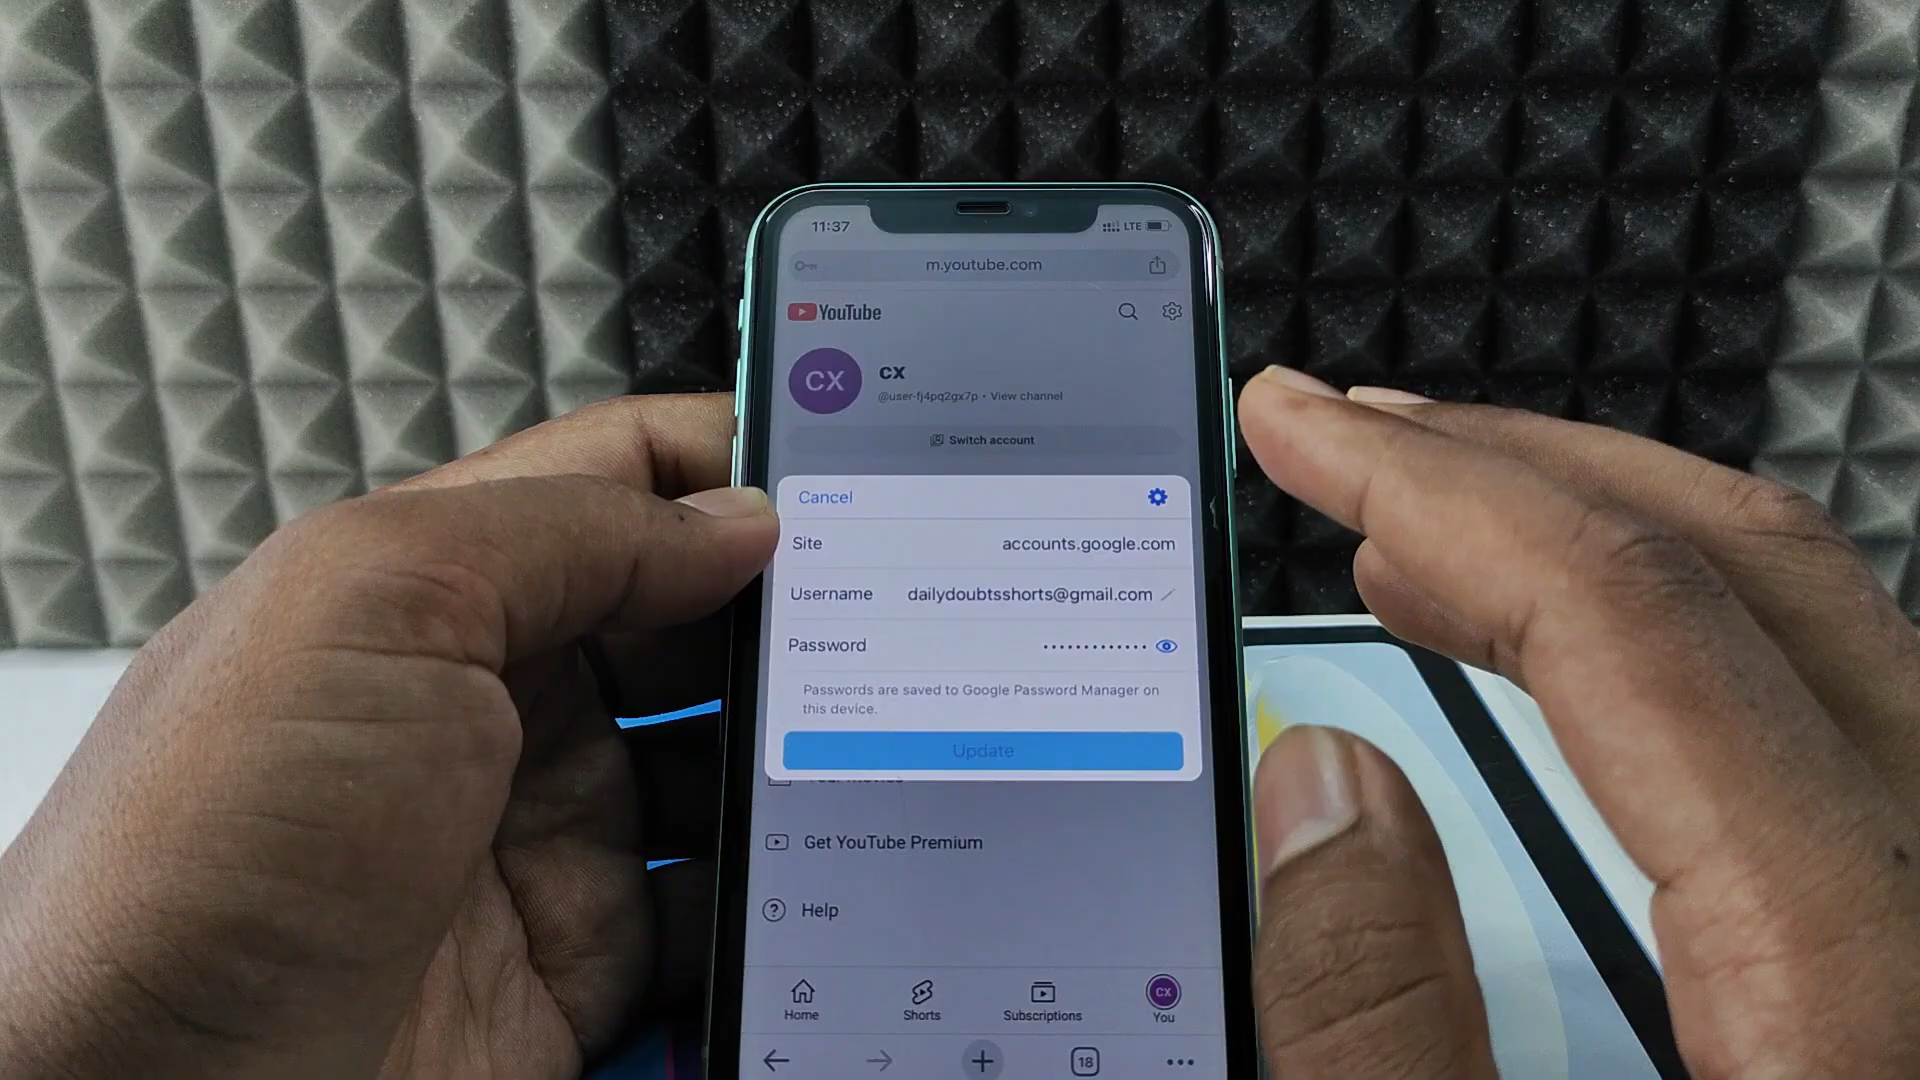 11:37
LTE
m.youtube.com
YouTube
CX
cx
@user-fj4pq2gx7p • View channel
Switch account
Cancel
Site accounts.google.com
Username dailydoubtsshorts@gmail.com
Password •••••••••••••
Passwords are saved to Google Password Manager on
this device.
Update
Your movies
Get YouTube Premium
? Help
CX
Home Shorts Subscriptions You
18